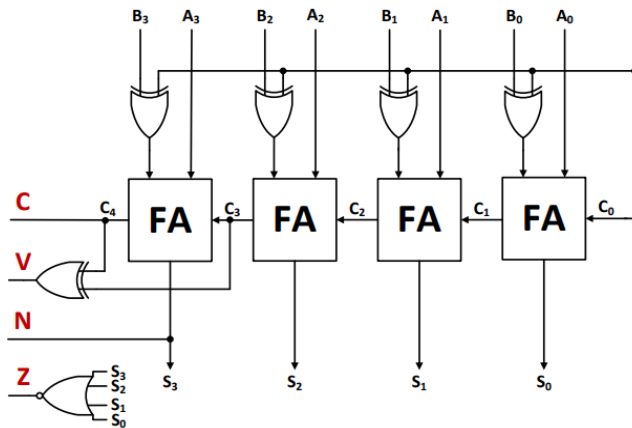 B₃ A₃ B₂ A₂ B₁ A₁ B₀ A₀
C C₄ FA C₃ FA C₂ FA C₁ FA C₀
V
N
S₃ S₂ S₁ S₀
Z S₃
S₂
S₁
S₀